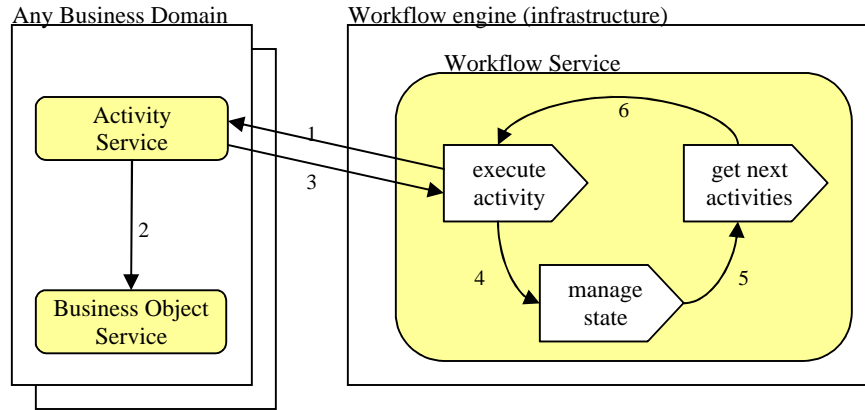 Any Business Domain
Workflow engine (infrastructure)
Workflow Service
Activity
Service
1
3
6
execute
activity
get next
activities
2
4
5
manage
state
Business Object
Service